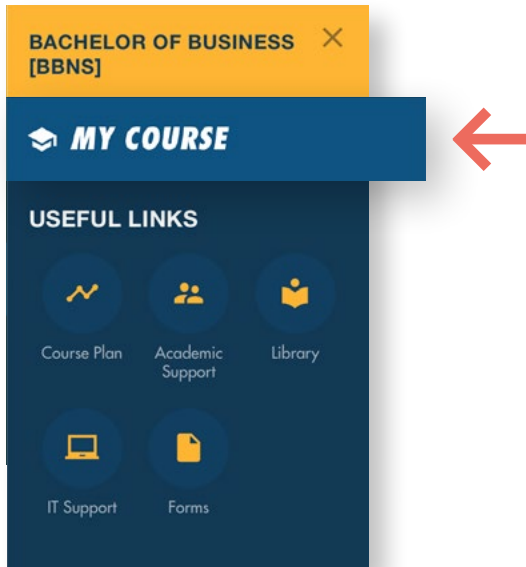 BACHELOR OF BUSINESS
[BBNS]
MY COURSE
USEFUL LINKS
Course Plan
Academic
Support
Library
IT Support
Forms